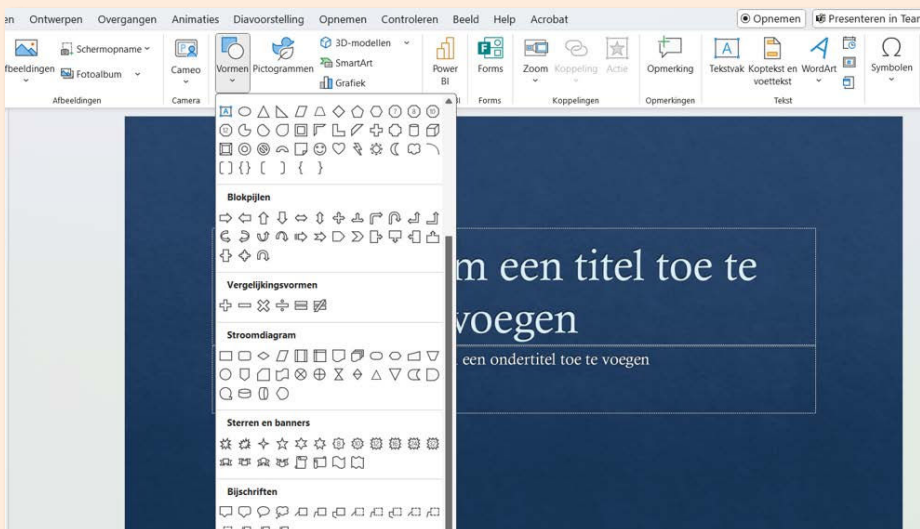 en Ontwerpen Overgangen Animaties Diavoorstelling Opnemen Controleren Beeld Help Acrobat
Opnemen Presenteren in Tear
fbeeldingen
Schermopname
Fotoalbum
Afbeeldingen
Cameo
Camera
Vormen
Pictogrammen
3D-modellen
SmartArt
Grafiek
Power BI
Forms
Forms
Zoom Koppeling Actie
Koppelingen
Opmerking
Opmerkingen
Tekstvak Koptekst en voettekst WordArt
Tekst
Symbolen
Blokpijlen
Vergelijkingsvormen
Stroomdiagram
Sterren en banners
Bijschriften
m een titel toe te
voegen
een ondertitel toe te voegen